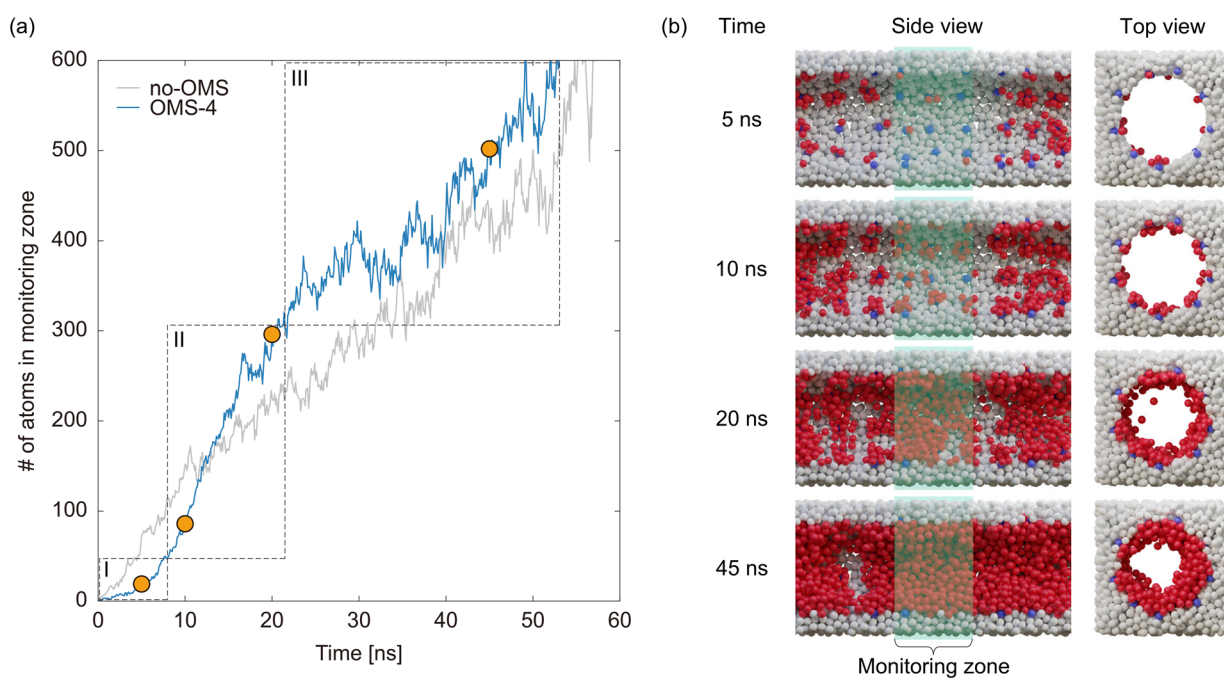 (a)
600
500
400
300
200
100
0
# of atoms in monitoring zone
no-OMS
OMS-4
I
II
III
0 10 20 30 40 50 60
Time [ns]
(b) Time Side view Top view
5 ns
10 ns
20 ns
45 ns
Monitoring zone